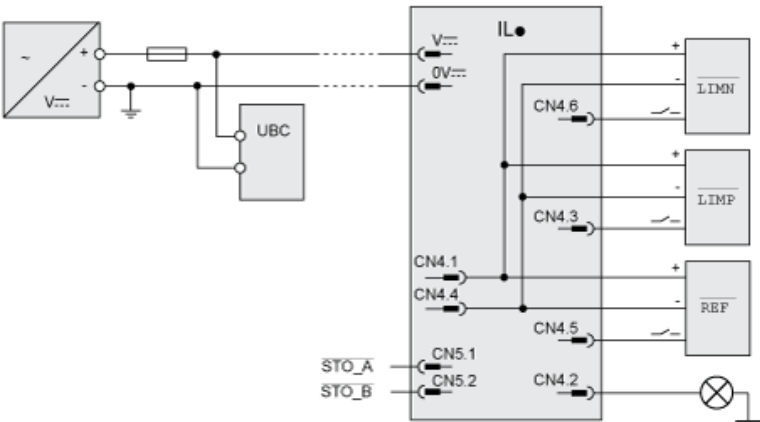 ~
+
-
V⎓
UBC
IL●
V⎓
0V⎓
CN4.6
CN4.3
CN4.1
CN4.4
CN4.5
CN5.1
CN5.2
CN4.2
STO_A
STO_B
+
-
LIMN
+
-
LIMP
+
-
REF